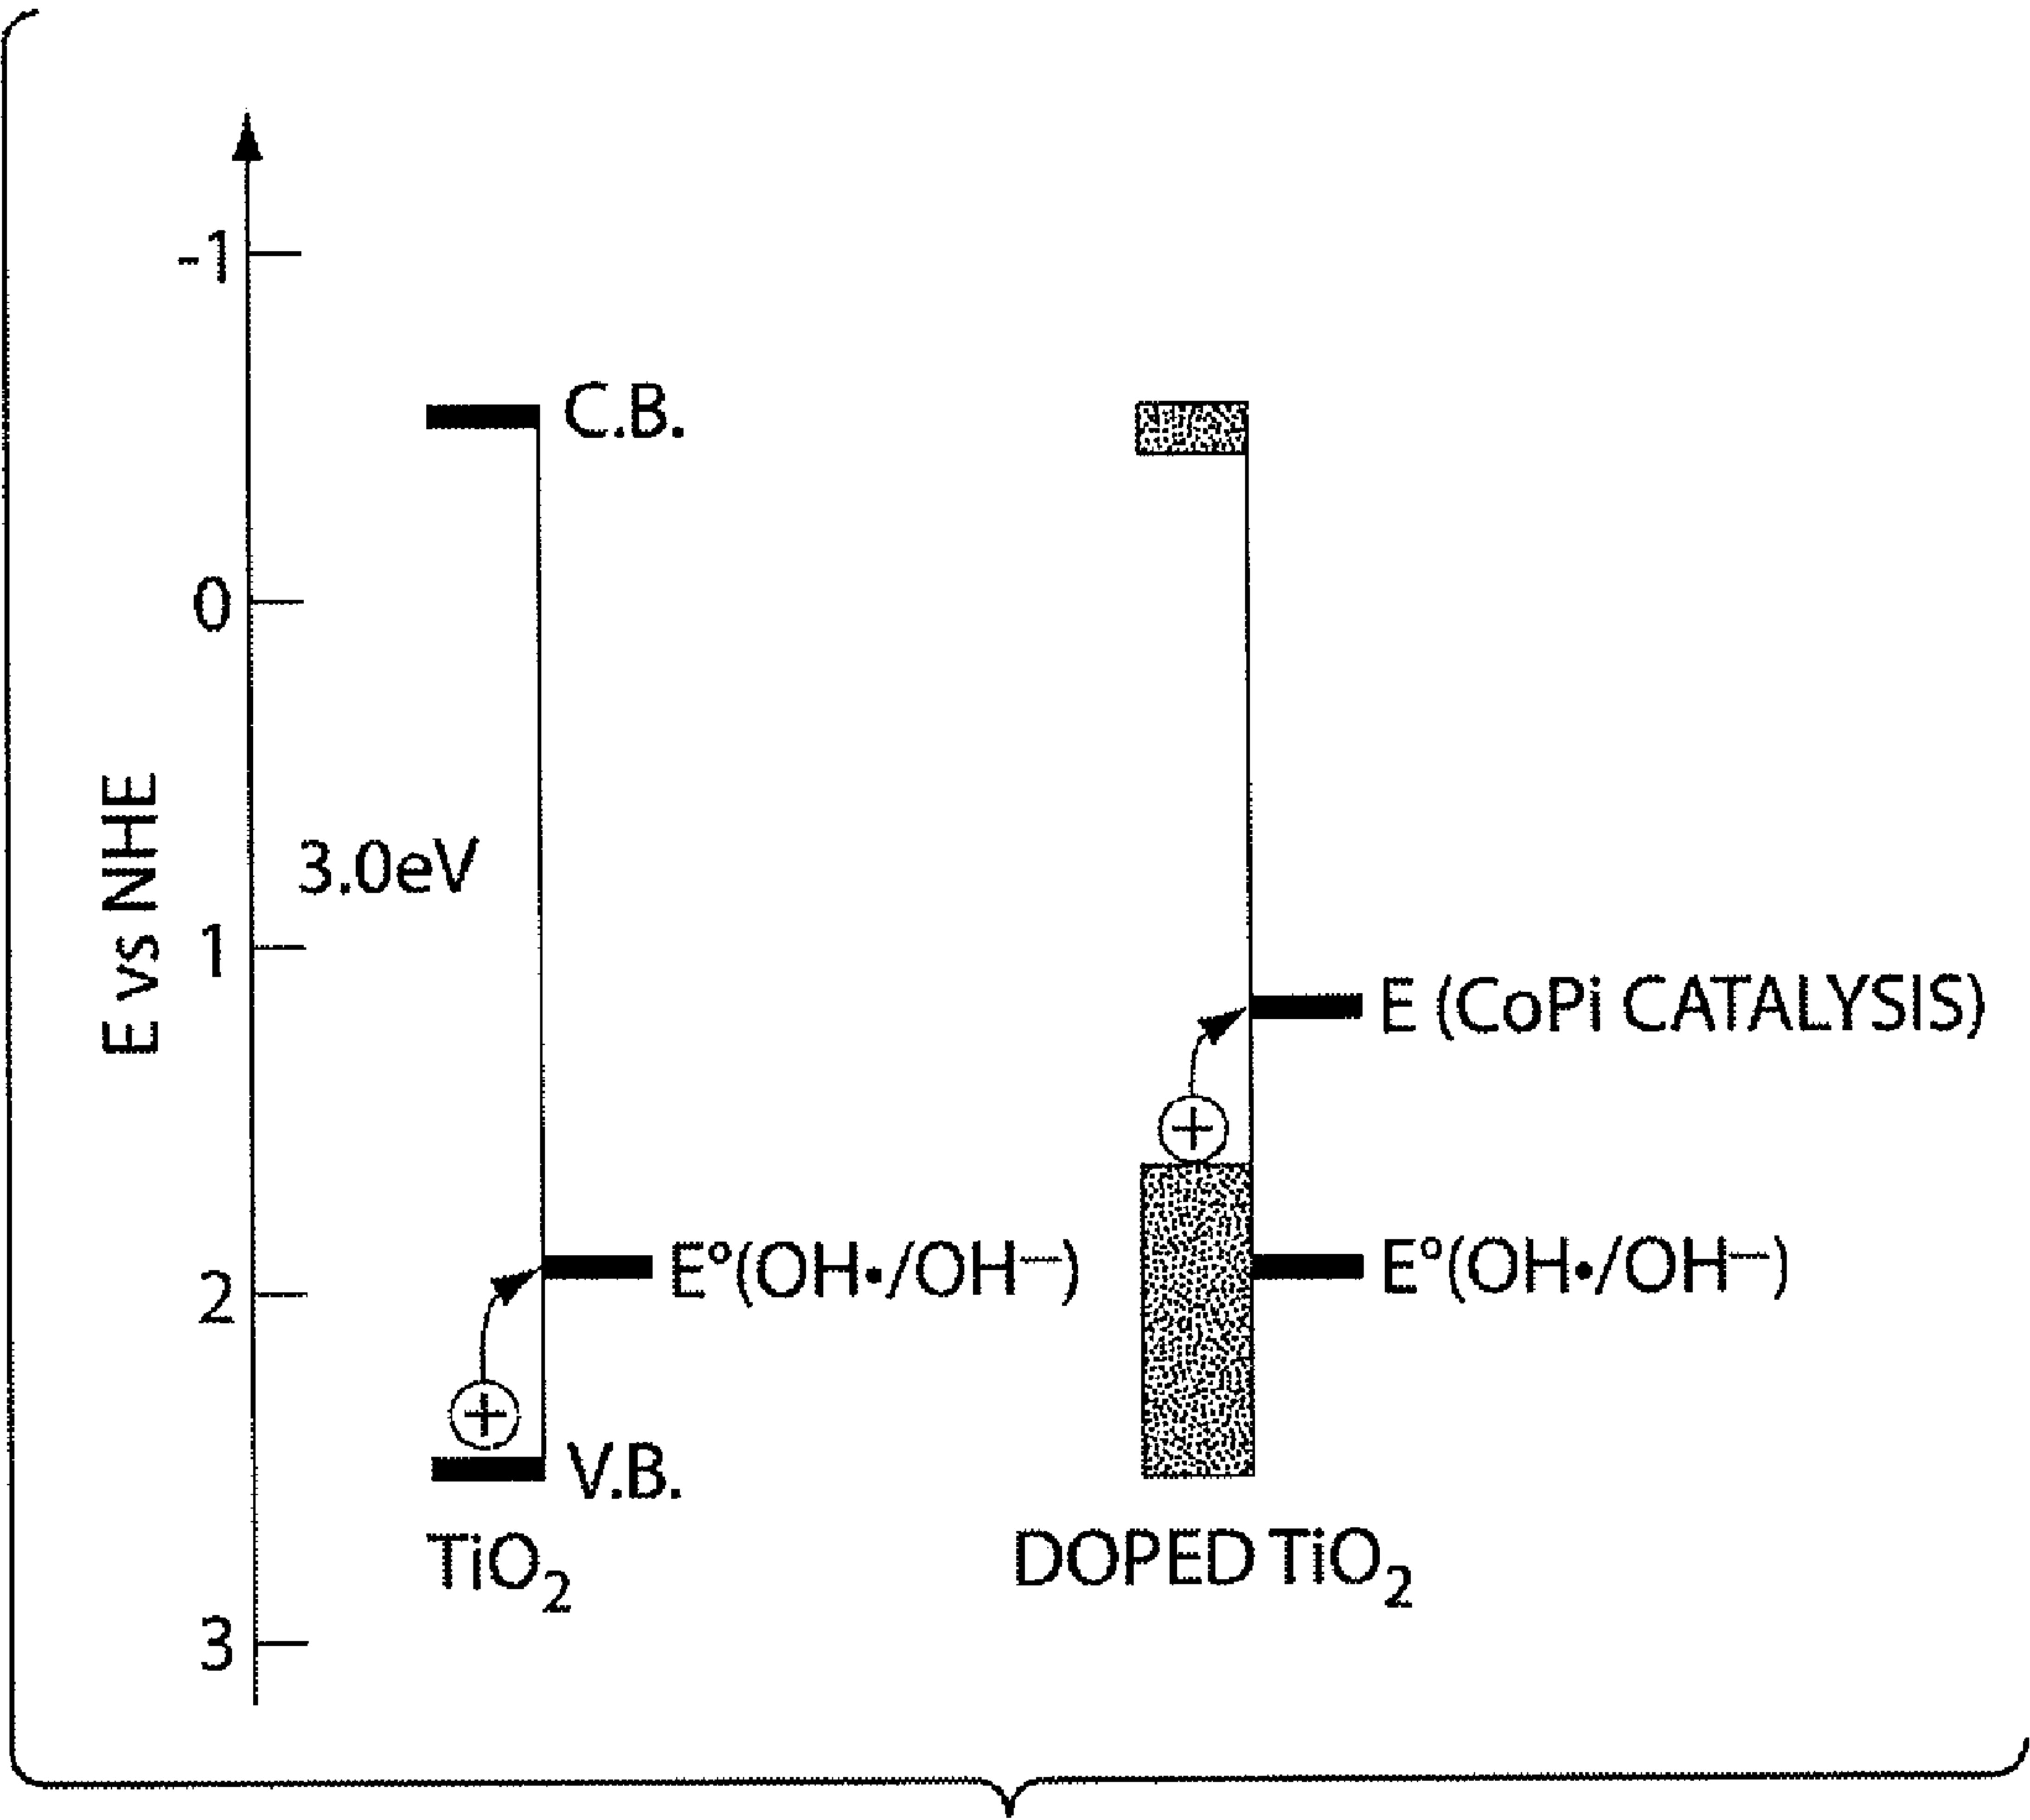 -1
0
1
2
3
E vs NHE
3.0eV
C.B.
E°(OH•/OH⁻)
V.B.
TiO₂
E (CoPi CATALYSIS)
E°(OH•/OH⁻)
DOPED TiO₂